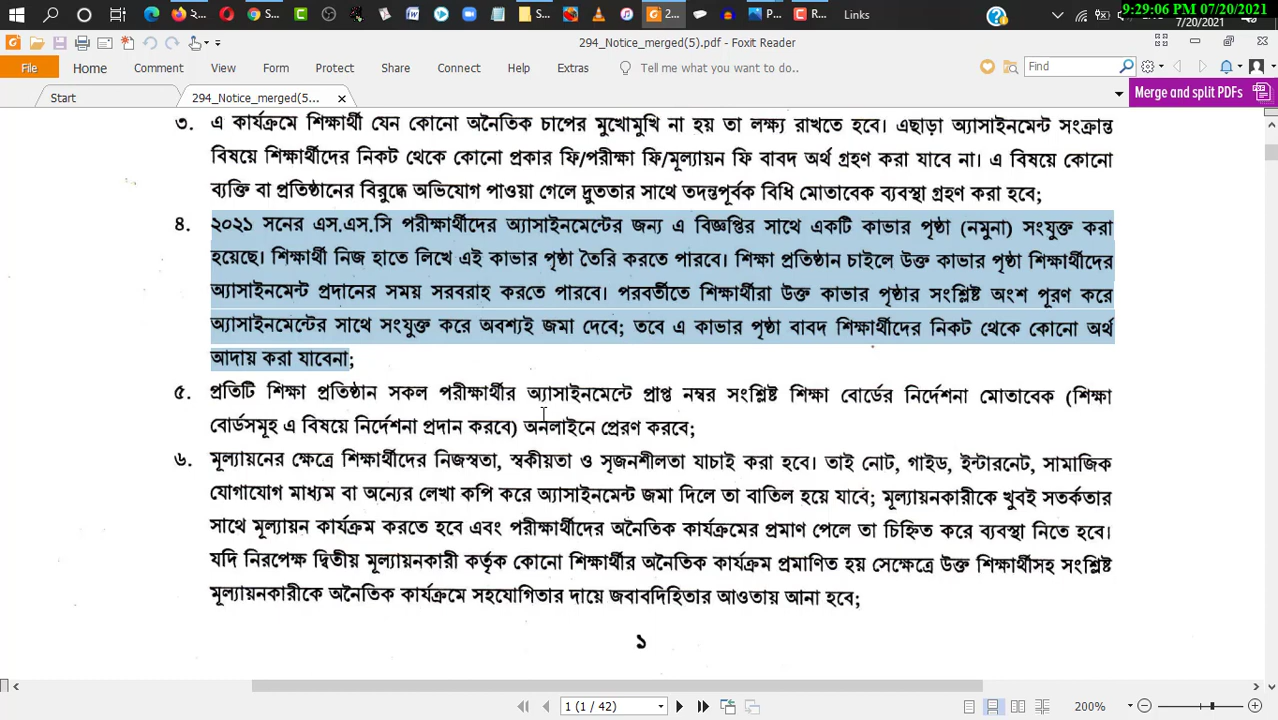 9:29:06 PM 07/20/2021
Links
7/20/2021
294_Notice_merged(5).pdf - Foxit Reader
File Home Comment View Form Protect Share Connect Help Extras Tell me what you want to do.. Find
Start 294_Notice_merged(5... Merge and split PDFs
৩. এ কার্যক্রমে শিক্ষার্থী যেন কোনো অনৈতিক চাপের মুখোমুখি না হয় তা লক্ষ্য রাখতে হবে। এছাড়া অ্যাসাইনমেন্ট সংক্রান্ত
বিষয়ে শিক্ষার্থীদের নিকট থেকে কোনো প্রকার ফি/পরীক্ষা ফি/মূল্যায়ন ফি বাবদ অর্থ গ্রহণ করা যাবে না। এ বিষয়ে কোনো
ব্যক্তি বা প্রতিষ্ঠানের বিরুদ্ধে অভিযোগ পাওয়া গেলে দ্রুততার সাথে তদন্তপূর্বক বিধি মোতাবেক ব্যবস্থা গ্রহণ করা হবে;
৪. ২০২১ সনের এস.এস.সি পরীক্ষার্থীদের অ্যাসাইনমেন্টের জন্য এ বিজ্ঞপ্তির সাথে একটি কাভার পৃষ্ঠা (নমুনা) সংযুক্ত করা
হয়েছে। শিক্ষার্থী নিজ হাতে লিখে এই কাভার পৃষ্ঠা তৈরি করতে পারবে। শিক্ষা প্রতিষ্ঠান চাইলে উক্ত কাভার পৃষ্ঠা শিক্ষার্থীদের
অ্যাসাইনমেন্ট প্রদানের সময় সরবরাহ করতে পারবে। পরবর্তীতে শিক্ষার্থীরা উক্ত কাভার পৃষ্ঠার সংশ্লিষ্ট অংশ পূরণ করে
অ্যাসাইনমেন্টের সাথে সংযুক্ত করে অবশ্যই জমা দেবে; তবে এ কাভার পৃষ্ঠা বাবদ শিক্ষার্থীদের নিকট থেকে কোনো অর্থ
আদায় করা যাবেনা;
৫. প্রতিটি শিক্ষা প্রতিষ্ঠান সকল পরীক্ষার্থীর অ্যাসাইনমেন্টে প্রাপ্ত নম্বর সংশ্লিষ্ট শিক্ষা বোর্ডের নির্দেশনা মোতাবেক (শিক্ষা
বোর্ডসমূহ এ বিষয়ে নির্দেশনা প্রদান করবে) অনলাইনে প্রেরণ করবে;
৬. মূল্যায়নের ক্ষেত্রে শিক্ষার্থীদের নিজস্বতা, স্বকীয়তা ও সৃজনশীলতা যাচাই করা হবে। তাই নোট, গাইড, ইন্টারনেট, সামাজিক
যোগাযোগ মাধ্যম বা অন্যের লেখা কপি করে অ্যাসাইনমেন্ট জমা দিলে তা বাতিল হয়ে যাবে; মূল্যায়নকারীকে খুবই সতর্কতার
সাথে মূল্যায়ন কার্যক্রম করতে হবে এবং পরীক্ষার্থীদের অনৈতিক কার্যক্রমের প্রমাণ পেলে তা চিহ্নিত করে ব্যবস্থা নিতে হবে।
যদি নিরপেক্ষ দ্বিতীয় মূল্যায়নকারী কর্তৃক কোনো শিক্ষার্থীর অনৈতিক কার্যক্রম প্রমাণিত হয় সেক্ষেত্রে উক্ত শিক্ষার্থীসহ সংশ্লিষ্ট
মূল্যায়নকারীকে অনৈতিক কার্যক্রমে সহযোগিতার দায়ে জবাবদিহিতার আওতায় আনা হবে;
১
1 (1 / 42) 200%